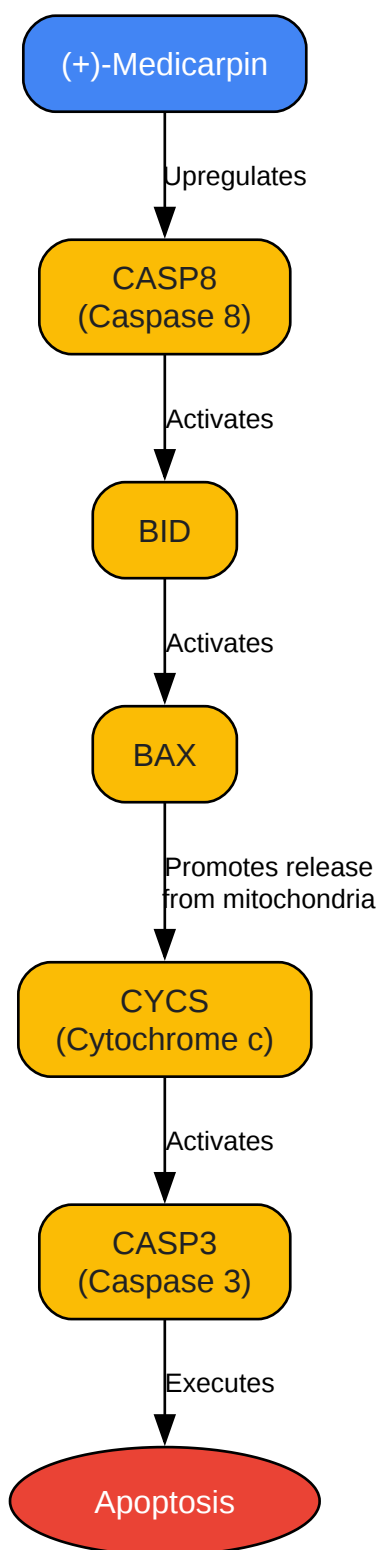 (+)-Medicarpin
Upregulates
CASP8
(Caspase 8)
Activates
BID
Activates
BAX
Promotes release
from mitochondria
CYCS
(Cytochrome c)
Activates
CASP3
(Caspase 3)
Executes
Apoptosis